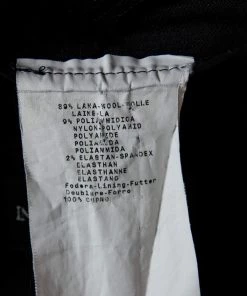 89% LANA-WOOL-WOLLE
LAINE-LA
9% POLIAMMIDICA
NYLON-POLYAMID
POLYAMIDE
POLIAMIDA
POLIAMMIDA
2% ELASTAN-SPANDEX
ELASTHAN
ELASTHANNE
ELASTANO
Fodera-Lining-Futter
Doublure-Forro
100% CUPRO